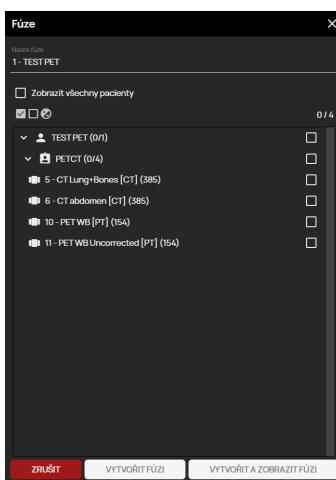 Fúze
Název fúze
1 - TEST PET
Zobrazit všechny pacienty
0 / 4
TEST PET (0/1)
PETCT (0/4)
5 - CT Lung+Bones [CT] (385)
6 - CT abdomen [CT] (385)
10 - PET WB [PT] (154)
11 - PET WB Uncorrected [PT] (154)
ZRUŠIT
VYTVOŘIT FÚZI
VYTVOŘIT A ZOBRAZIT FÚZI